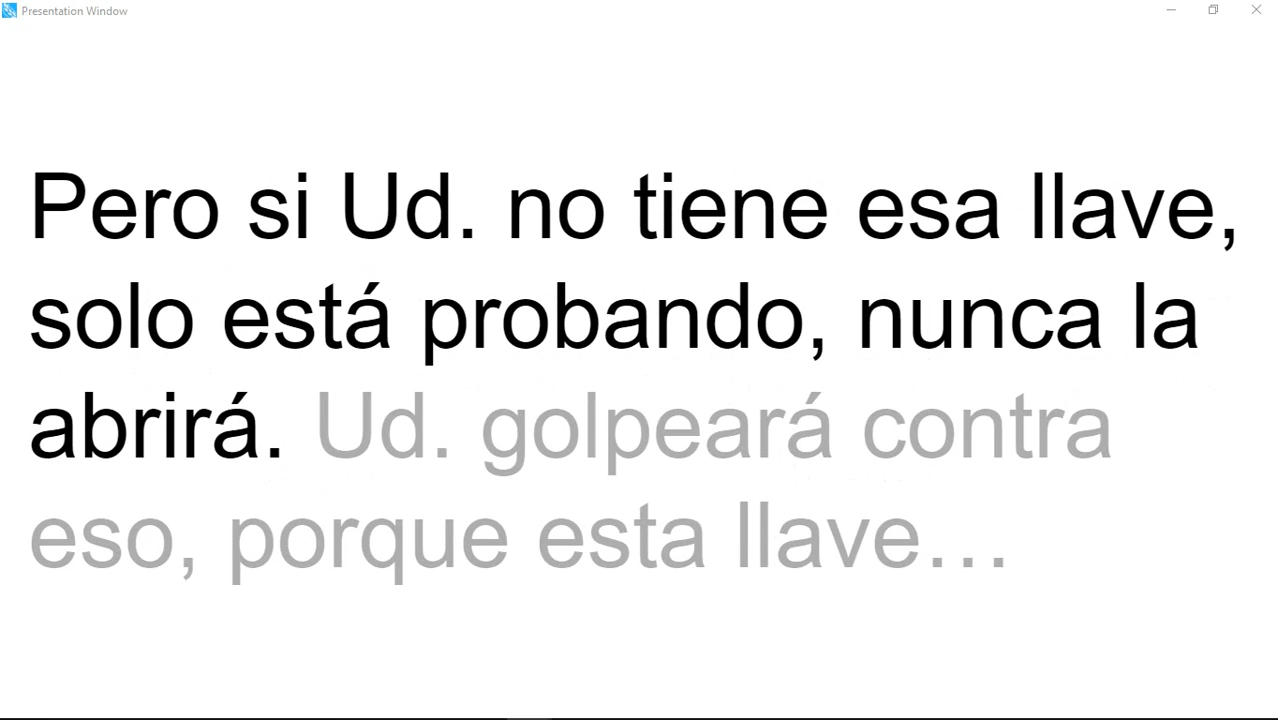 Presentation Window
Pero si Ud. no tiene esa llave,
solo está probando, nunca la
abrirá. Ud. golpeará contra
eso, porque esta llave…